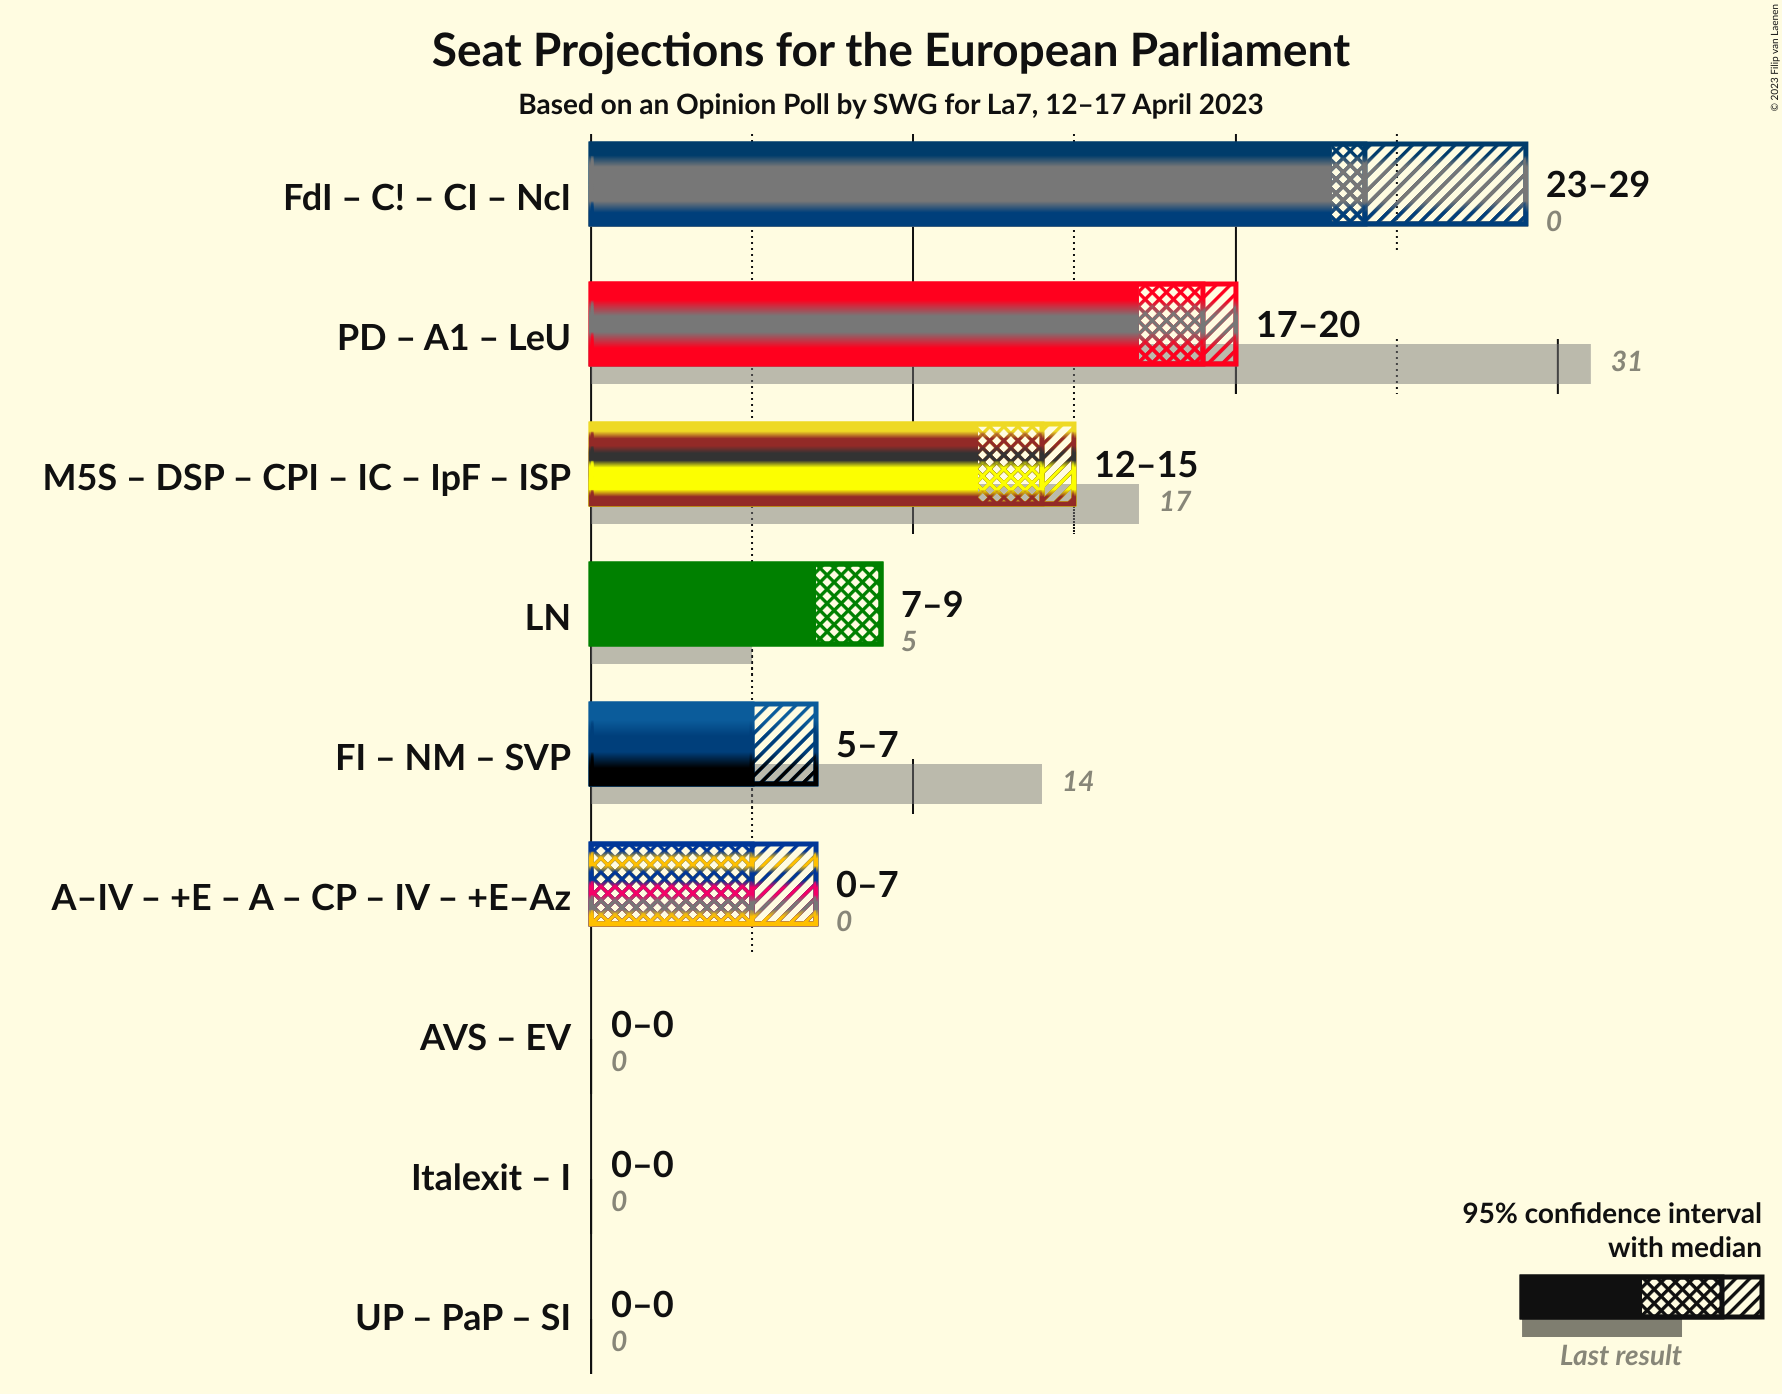 Seat Projections for the European Parliament
Based on an Opinion Poll by SWG for La7, 12–17 April 2023
© 2023 Filip van Laenen
FdI – C! – CI – NcI
23–29
0
PD – A1 – LeU
17–20
31
M5S – DSP – CPI – IC – IpF – ISP
12–15
17
LN
7–9
5
FI – NM – SVP
5–7
14
A–IV – +E – A – CP – IV – +E–Az
0–7
0
AVS – EV
0–0
0
Italexit – I
0–0
0
UP – PaP – SI
0–0
0
95% confidence interval
with median
Last result